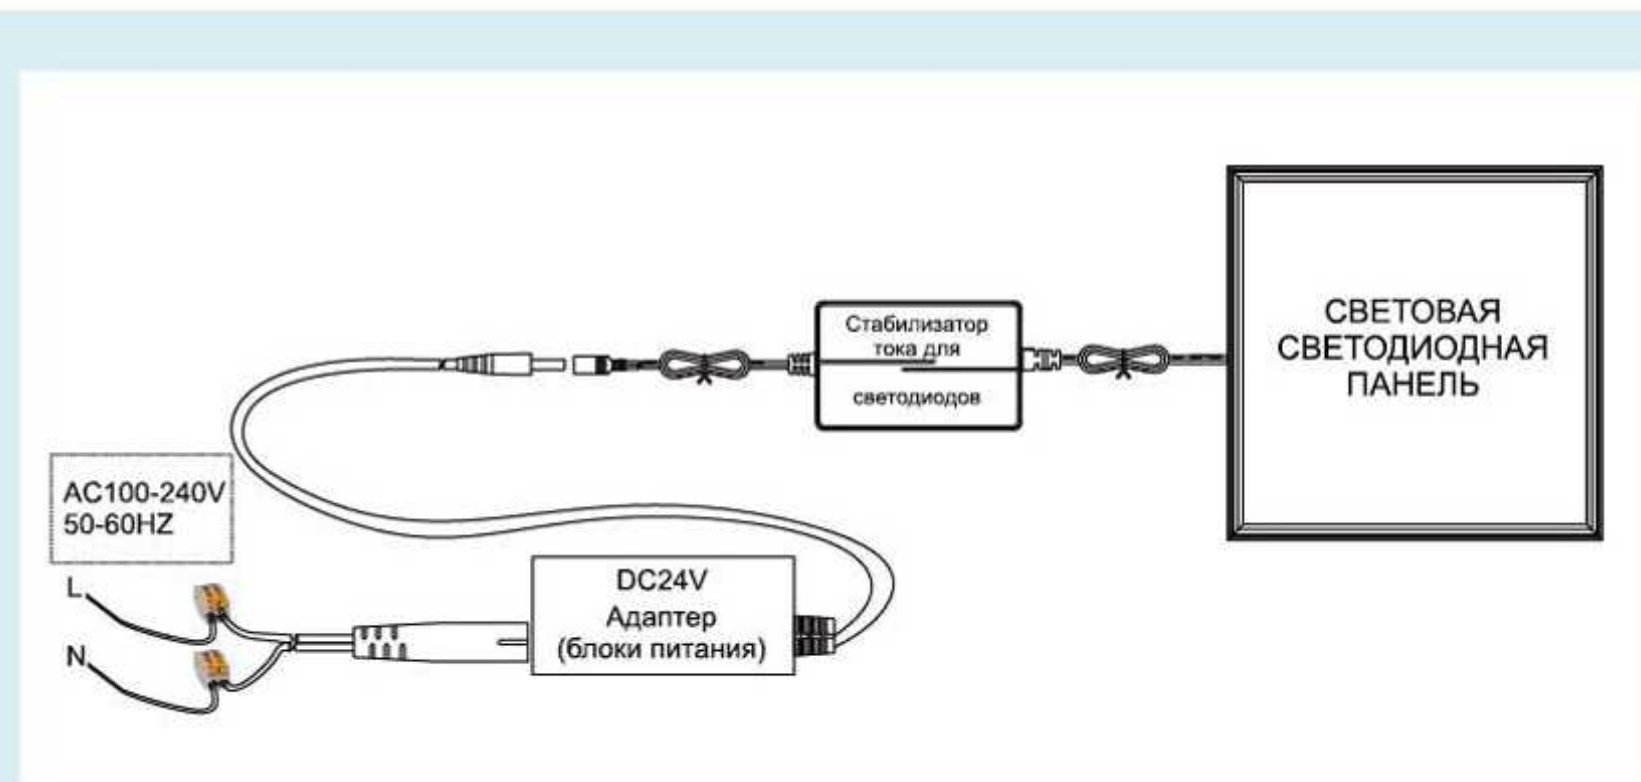 Стабилизатор
тока для
светодиодов
СВЕТОВАЯ
СВЕТОДИОДНАЯ
ПАНЕЛЬ
AC100-240V
50-60HZ
L
N
DC24V
Адаптер
(блоки питания)